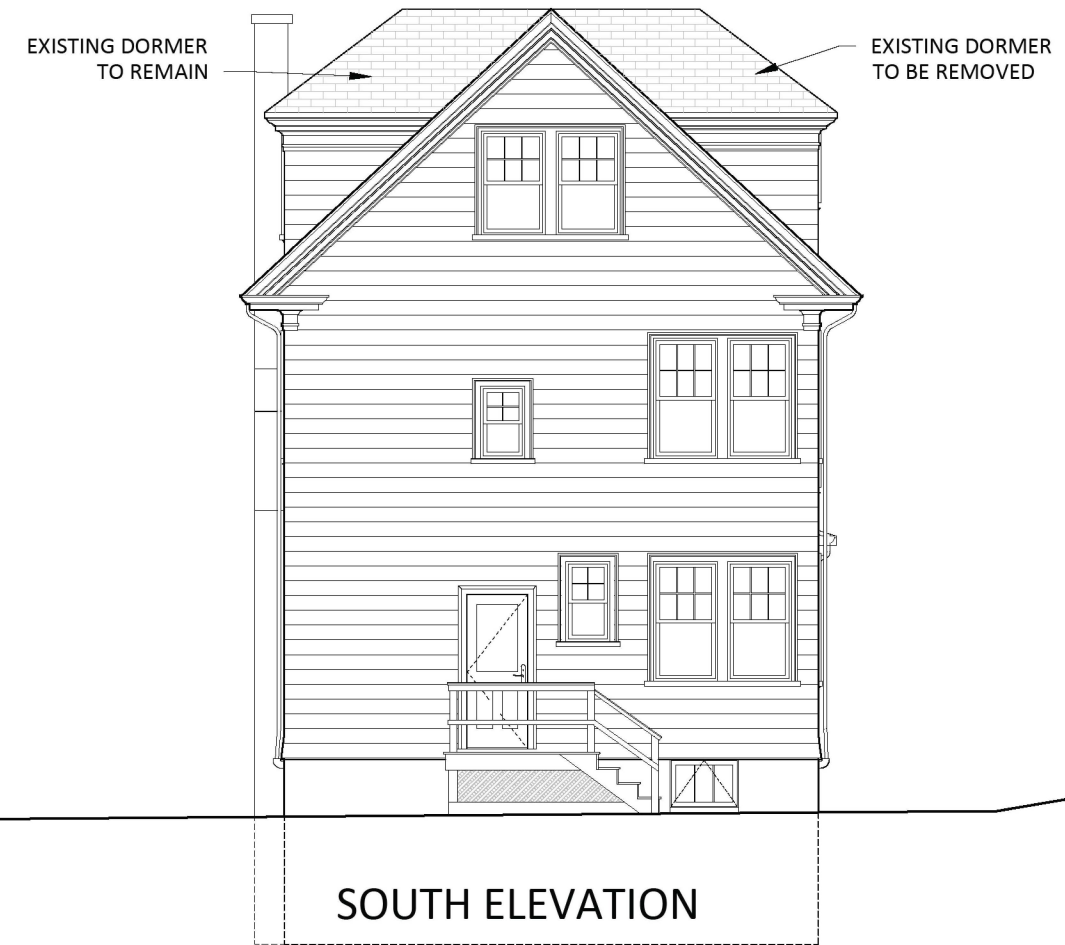 EXISTING DORMER
TO REMAIN
EXISTING DORMER
TO BE REMOVED
SOUTH ELEVATION